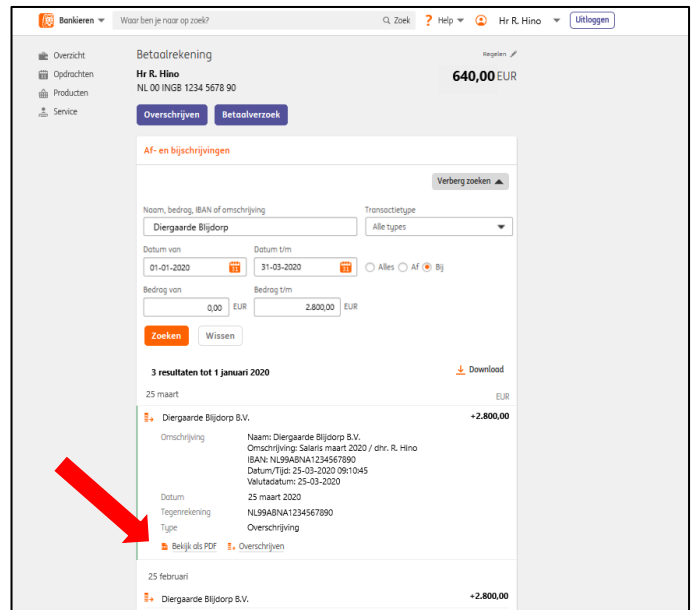 Bankieren Waar ben je naar op zoek? Zoek ? Help Hr R. Hino Uitloggen
Overzicht
Opdrachten
Producten
Service
Betaalrekening Regelen
Hr R. Hino
NL 00 INGB 1234 5678 90
640,00 EUR
Overschrijven Betaalverzoek
Af- en bijschrijvingen
Verberg zoeken
Naam, bedrag, IBAN of omschrijving Transactietype
Diergaarde Blijdorp Alle types
Datum van Datum t/m
01-01-2020 31-03-2020 Alles Af Bij
Bedrag van Bedrag t/m
0,00 EUR 2.800,00 EUR
Zoeken Wissen
3 resultaten tot 1 januari 2020 Download
25 maart EUR
Diergaarde Blijdorp B.V. +2.800,00
Omschrijving Naam: Diergaarde Blijdorp B.V.
Omschrijving: Salaris maart 2020 / dhr. R. Hino
IBAN: NL99ABNA1234567890
Datum/Tijd: 25-03-2020 09:10:45
Valutadatum: 25-03-2020
Datum 25 maart 2020
Tegenrekening NL99ABNA1234567890
Type Overschrijving
Bekijk als PDF Overschrijven
25 februari
Diergaarde Blijdorp B.V. +2.800,00